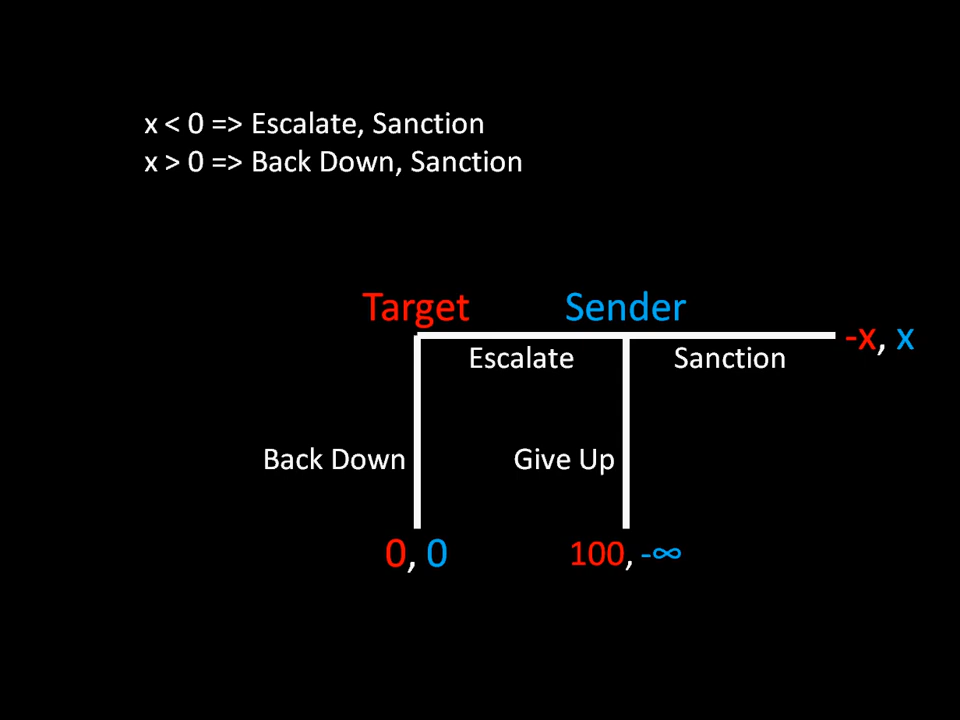 x < 0 => Escalate, Sanction
x > 0 => Back Down, Sanction
Target Sender
-x, x
Escalate Sanction
Back Down Give Up
0, 0 100, -∞